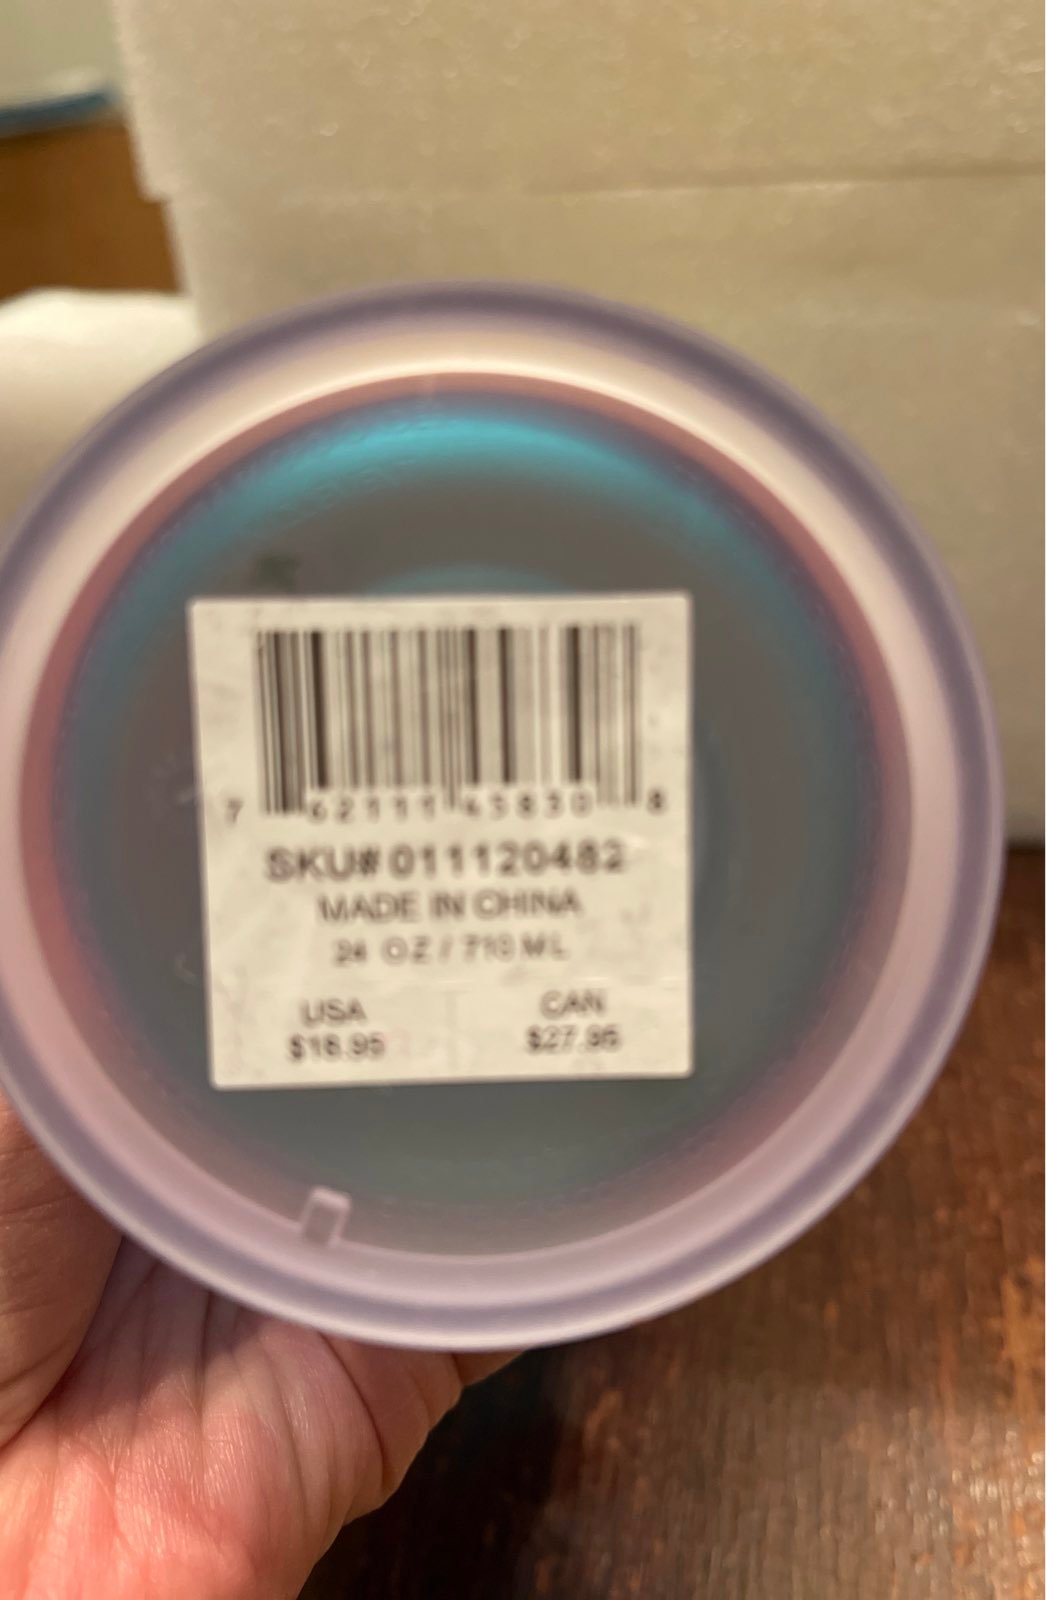 7 62111 45830 8
SKU# 011120482
MADE IN CHINA
24 OZ / 710 ML
USA CAN
$18.95 $27.95